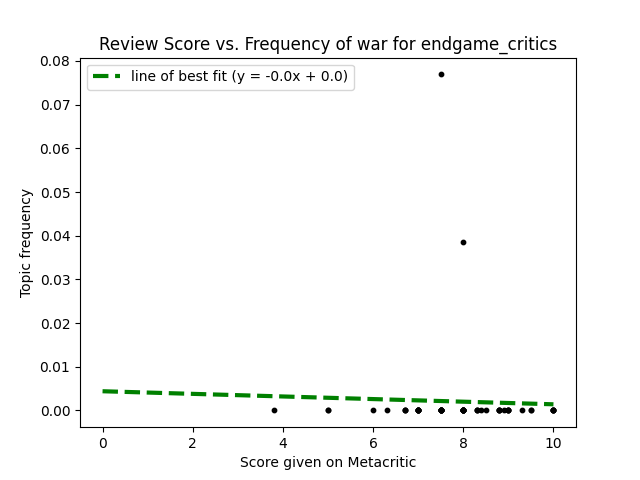 Review Score vs. Frequency of war for endgame_critics
line of best fit (y = -0.0x + 0.0)
0.08
0.07
0.06
0.05
0.04
0.03
0.02
0.01
0.00
Topic frequency
0 2 4 6 8 10
Score given on Metacritic